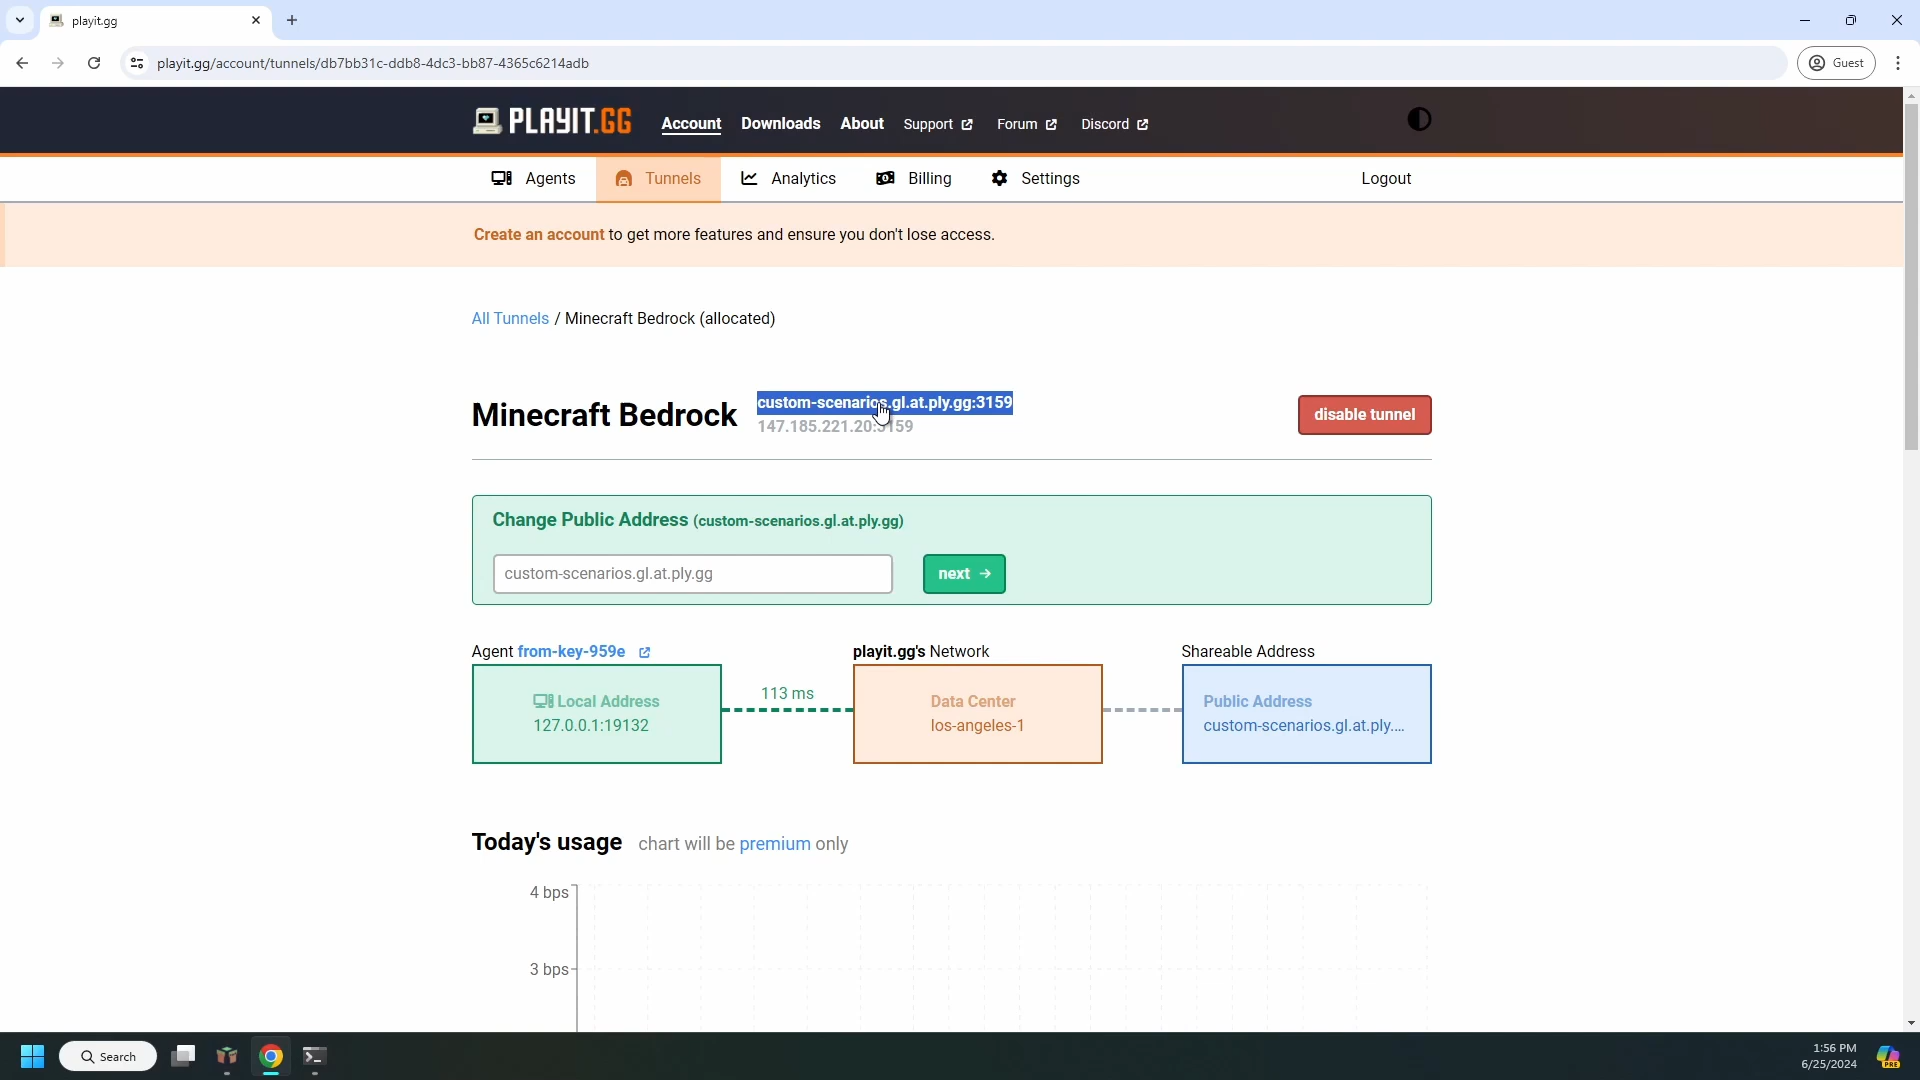 playit.gg
playit.gg/account/tunnels/db7bb31c-ddb8-4dc3-bb87-4365c6214adb
Guest
PLAYIT.GG
Account
Downloads
About
Support
Forum
Discord
Agents
Tunnels
Analytics
Billing
Settings
Logout
Create an account to get more features and ensure you don't lose access.
All Tunnels / Minecraft Bedrock (allocated)
Minecraft Bedrock
custom-scenarios.gl.at.ply.gg:3159
147.185.221.20:3159
disable tunnel
Change Public Address (custom-scenarios.gl.at.ply.gg)
custom-scenarios.gl.at.ply.gg
next →
Agent from-key-959e
playit.gg's Network
Shareable Address
Local Address
127.0.0.1:19132
113 ms
Data Center
los-angeles-1
Public Address
custom-scenarios.gl.at.ply....
Today's usage chart will be premium only
4 bps
3 bps
Search
1:56 PM
6/25/2024
PRE